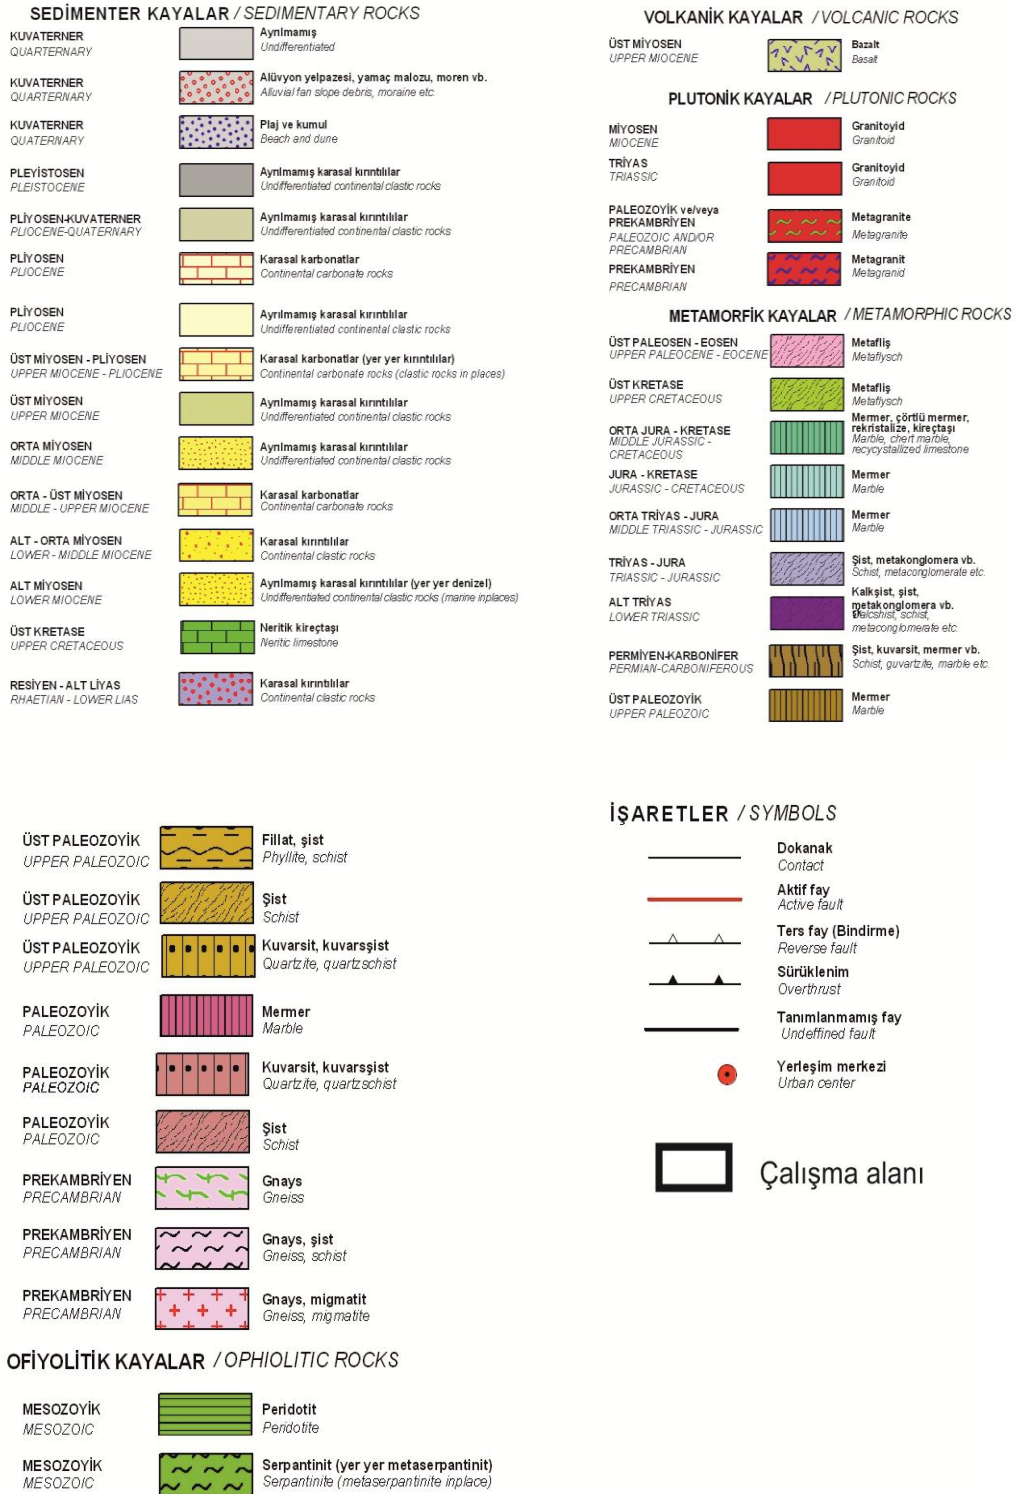 SEDİMENTER KAYALAR / SEDIMENTARY ROCKS
KUVATERNER
QUARTERNARY
Ayrılmamış
Undifferentiated
KUVATERNER
QUARTERNARY
Alüvyon yelpazesi, yamaç malozu, moren vb.
Alluvial fan slope debris, moraine etc.
KUVATERNER
QUATERNARY
Plaj ve kumul
Beach and dune
PLEYİSTOSEN
PLEISTOCENE
Ayrılmamış karasal kırıntılılar
Undifferentiated continental clastic rocks
PLİYOSEN-KUVATERNER
PLIOCENE-QUATERNARY
Ayrılmamış karasal kırıntılılar
Undifferentiated continental clastic rocks
PLİYOSEN
PLIOCENE
Karasal karbonatlar
Continental carbonate rocks
PLİYOSEN
PLIOCENE
Ayrılmamış karasal kırıntılılar
Undifferentiated continental clastic rocks
ÜST MİYOSEN - PLİYOSEN
UPPER MIOCENE - PLIOCENE
Karasal karbonatlar (yer yer kırıntılılar)
Continental carbonate rocks (clastic rocks in places)
ÜST MİYOSEN
UPPER MIOCENE
Ayrılmamış karasal kırıntılılar
Undifferentiated continental clastic rocks
ORTA MİYOSEN
MIDDLE MIOCENE
Ayrılmamış karasal kırıntılılar
Undifferentiated continental clastic rocks
ORTA - ÜST MİYOSEN
MIDDLE - UPPER MIOCENE
Karasal karbonatlar
Continental carbonate rocks
ALT - ORTA MİYOSEN
LOWER - MIDDLE MIOCENE
Karasal kırıntılılar
Continental clastic rocks
ALT MİYOSEN
LOWER MIOCENE
Ayrılmamış karasal kırıntılılar (yer yer denizel)
Undifferentiated continental clastic rocks (marine inplaces)
ÜST KRETASE
UPPER CRETACEOUS
Neritik kireçtaşı
Neritic limestone
RESİYEN - ALT LİYAS
RHAETIAN - LOWER LIAS
Karasal kırıntılılar
Continental clastic rocks
VOLKANİK KAYALAR / VOLCANIC ROCKS
ÜST MİYOSEN
UPPER MIOCENE
Bazalt
Basalt
PLUTONİK KAYALAR / PLUTONIC ROCKS
MİYOSEN
MIOCENE
Granitoyid
Granitoid
TRİYAS
TRIASSIC
Granitoyid
Granitoid
PALEOZOYİK ve/veya
PREKAMBRİYEN
PALEOZOIC AND/OR
PRECAMBRIAN
Metagranite
Metagranite
PREKAMBRİYEN
PRECAMBRIAN
Metagranit
Metagranid
METAMORFİK KAYALAR / METAMORPHIC ROCKS
ÜST PALEOSEN - EOSEN
UPPER PALEOCENE - EOCENE
Metafliş
Metaflysch
ÜST KRETASE
UPPER CRETACEOUS
Metafliş
Metaflysch
ORTA JURA - KRETASE
MIDDLE JURASSIC -
CRETACEOUS
Mermer, çörtlü mermer,
rekristalize, kireçtaşı
Marble, chert marble,
recycystallized limestone
JURA - KRETASE
JURASSIC - CRETACEOUS
Mermer
Marble
ORTA TRİYAS - JURA
MIDDLE TRIASSIC - JURASSIC
Mermer
Marble
TRİYAS - JURA
TRIASSIC - JURASSIC
Şist, metakonglomera vb.
Schist, metaconglomerate etc.
ALT TRİYAS
LOWER TRIASSIC
Kalkşist, şist,
metakonglomera vb.
schist,
metaconglomerate etc.
PERMİYEN-KARBONİFER
PERMIAN-CARBONIFEROUS
Şist, kuvarsit, mermer vb.
Schist, guvartzite, marble etc
ÜST PALEOZOYİK
UPPER PALEOZOIC
Mermer
Marble
ÜST PALEOZOYİK
UPPER PALEOZOIC
Fillat, şist
Phyllite, schist
ÜST PALEOZOYİK
UPPER PALEOZOIC
Şist
Schist
ÜST PALEOZOYİK
UPPER PALEOZOIC
Kuvarsit, kuvarsşist
Quartzite, quartzschist
PALEOZOYİK
PALEOZOIC
Mermer
Marble
PALEOZOYİK
PALEOZOIC
Kuvarsit, kuvarsşist
Quartzite, quartzschist
PALEOZOYİK
PALEOZOIC
Şist
Schist
PREKAMBRİYEN
PRECAMBRIAN
Gnays
Gneiss
PREKAMBRİYEN
PRECAMBRIAN
Gnays, şist
Gneiss, schist
PREKAMBRİYEN
PRECAMBRIAN
Gnays, migmatit
Gneiss, migmatite
OFİYOLİTİK KAYALAR / OPHIOLITIC ROCKS
MESOZOYİK
MESOZOIC
Peridotit
Peridotite
MESOZOYİK
MESOZOIC
Serpantinit (yer yer metaserpantinit)
Serpantinite (metaserpantinite inplace)
İŞARETLER / SYMBOLS
Dokanak
Contact
Aktif fay
Active fault
Ters fay (Bindirme)
Reverse fault
Sürüklenim
Overthrust
Tanımlanmamış fay
Undeffined fault
Yerleşim merkezi
Urban center
Çalışma alanı